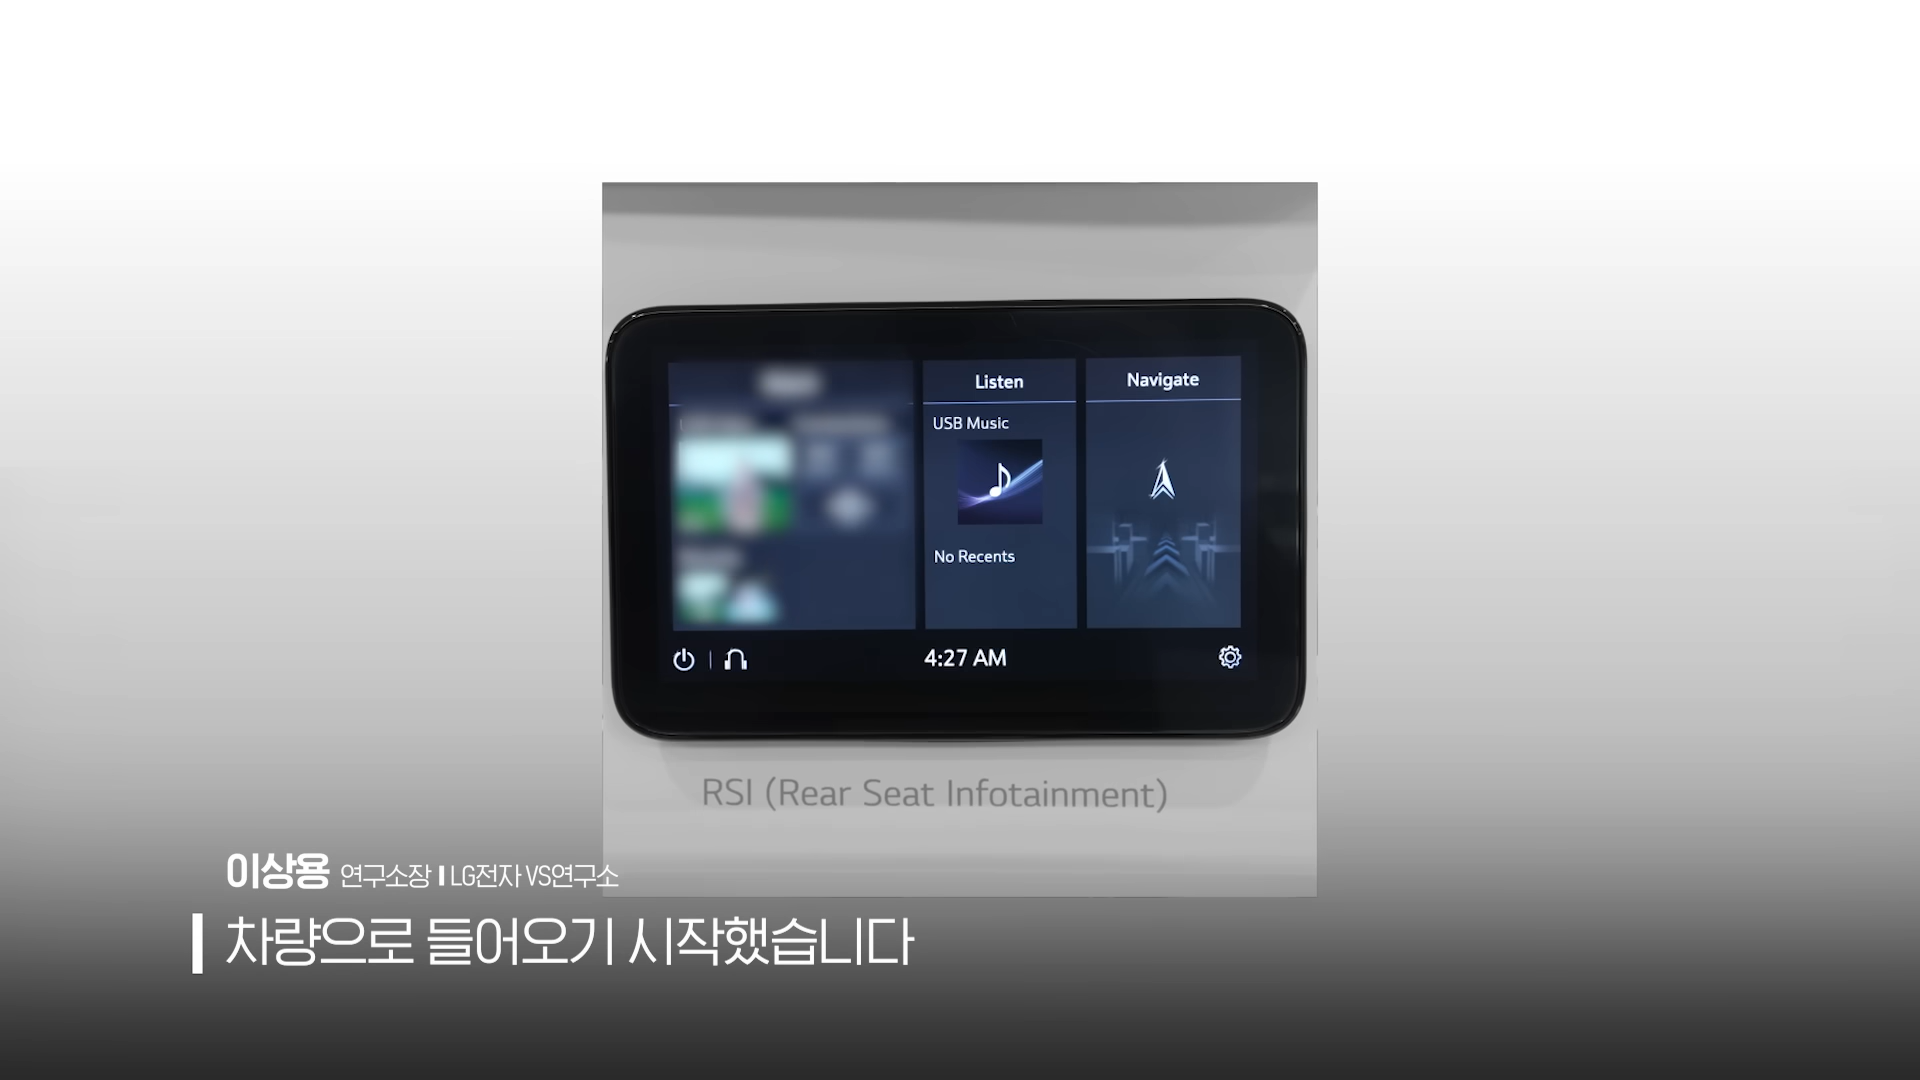 Listen
Navigate
USB Music
No Recents
4:27 AM
RSI (Rear Seat Infotainment)
이상용 연구소장 LG전자 VS연구소
차량으로 들어오기 시작했습니다